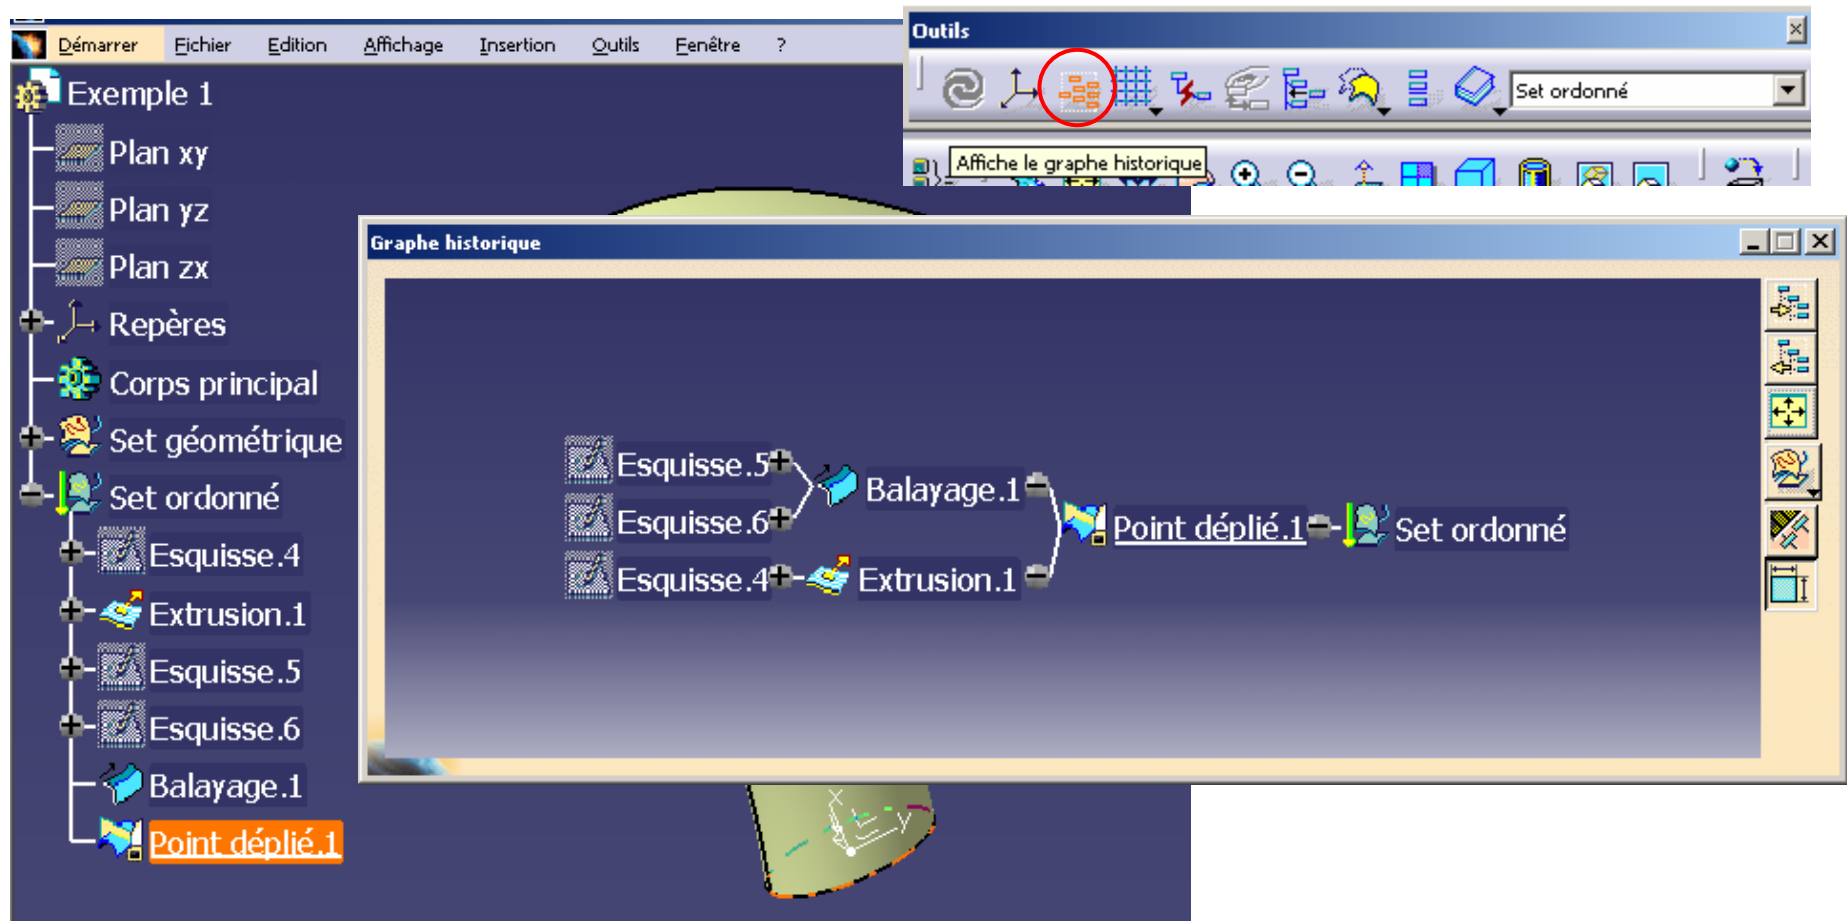 Démarrer Fichier Edition Affichage Insertion Outils Fenêtre ?
Outils
Set ordonné
Affiche le graphe historique
Exemple 1
Plan xy
Plan yz
Plan zx
Repères
Corps principal
Set géométrique
Set ordonné
Esquisse.4
Extrusion.1
Esquisse.5
Esquisse.6
Balayage.1
Point déplié.1
Graphe historique
Esquisse.5
Balayage.1
Esquisse.6
Point déplié.1
Set ordonné
Esquisse.4
Extrusion.1
x
y